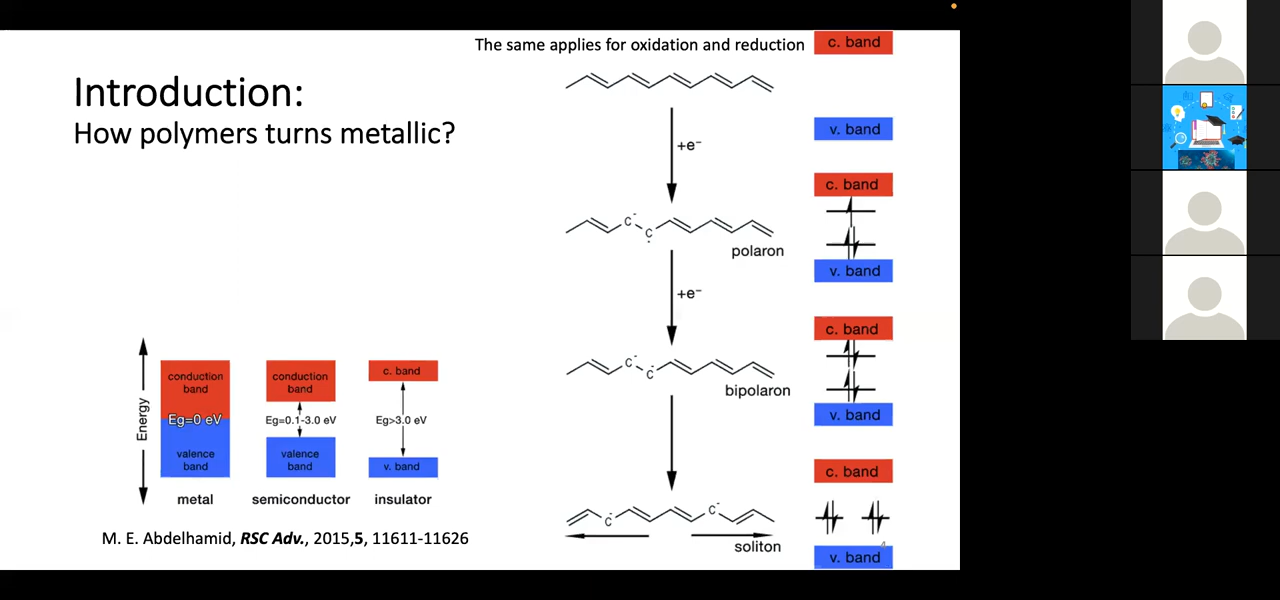 The same applies for oxidation and reduction
c. band
Introduction:
How polymers turns metallic?
v. band
+e⁻
c. band
C⁻
C·
polaron
v. band
+e⁻
c. band
C⁻
C⁻
bipolaron
v. band
conduction band
Eg=0 eV
valence band
metal
conduction band
Eg=0.1-3.0 eV
valence band
semiconductor
c. band
Eg>3.0 eV
v. band
insulator
Energy
c. band
C⁻
C⁻
soliton
v. band
M. E. Abdelhamid, RSC Adv., 2015,5, 11611-11626